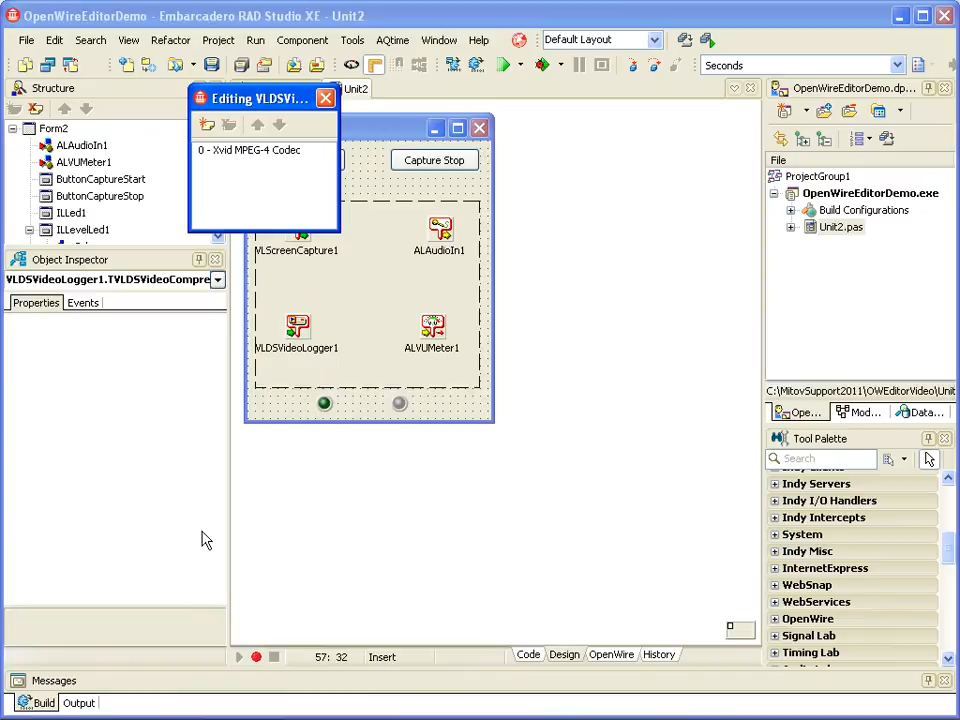 OpenWireEditorDemo - Embarcadero RAD Studio XE - Unit2
File Edit Search View Refactor Project Run Component Tools AQtime Window Help
Default Layout
Seconds
Structure
Form2
ALAudioIn1
ALVUMeter1
ButtonCaptureStart
ButtonCaptureStop
ILLed1
ILLevelLed1
Object Inspector
VLDSVideoLogger1.TVLDSVideoCompre
Properties Events
Unit2
Editing VLDSVi...
0 - Xvid MPEG-4 Codec
Capture Stop
VLScreenCapture1
ALAudioIn1
VLDSVideoLogger1
ALVUMeter1
57: 32 Insert
Code Design OpenWire History
OpenWireEditorDemo.dp...
File
ProjectGroup1
OpenWireEditorDemo.exe
Build Configurations
Unit2.pas
C:\MitovSupport2011\OWEditorVideo\Unit
Ope... Mod... Data...
Tool Palette
Search
Indy Servers
Indy I/O Handlers
Indy Intercepts
System
Indy Misc
InternetExpress
WebSnap
WebServices
OpenWire
Signal Lab
Timing Lab
Messages
Build Output